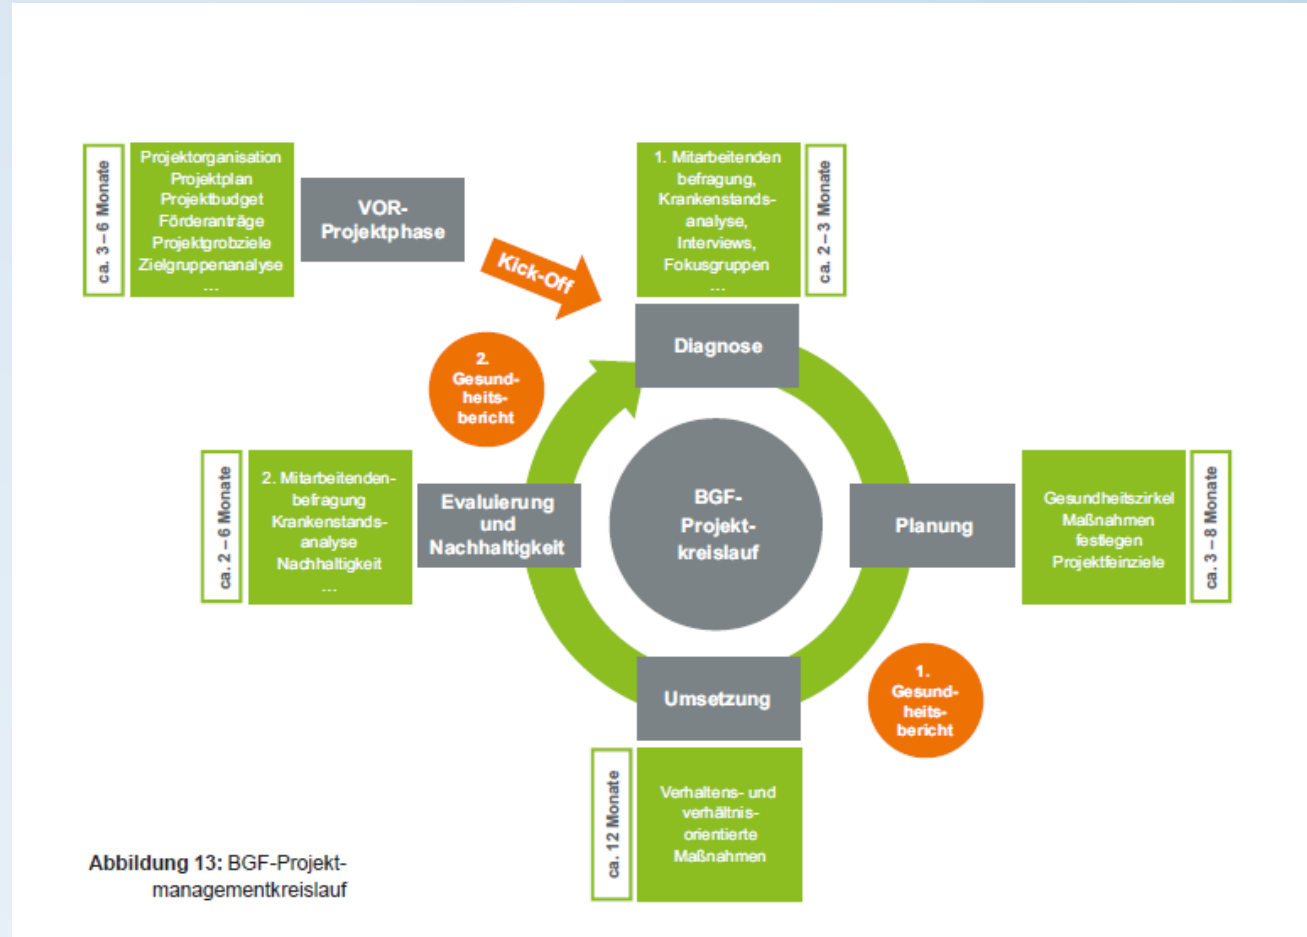 ca. 3 – 6 Monate
Projektorganisation
Projektplan
Projektbudget
Förderanträge
Projektgrobziele
Zielgruppenanalyse
...
VOR-
Projektphase
Kick-Off
1. Mitarbeitenden
befragung,
Krankenstands-
analyse,
Interviews,
Fokusgruppen
...
ca. 2 – 3 Monate
Diagnose
2.
Gesund-
heits-
bericht
ca. 2 – 6 Monate
2. Mitarbeitenden-
befragung
Krankenstands-
analyse
Nachhaltigkeit
...
Evaluierung
und
Nachhaltigkeit
BGF-
Projekt-
kreislauf
Planung
Gesundheitszirkel
Maßnahmen
festlegen
Projektfeinziele
ca. 3 – 8 Monate
Umsetzung
1.
Gesund-
heits-
bericht
ca. 12 Monate
Verhaltens- und
verhältnis-
orientierte
Maßnahmen
Abbildung 13: BGF-Projekt-
managementkreislauf